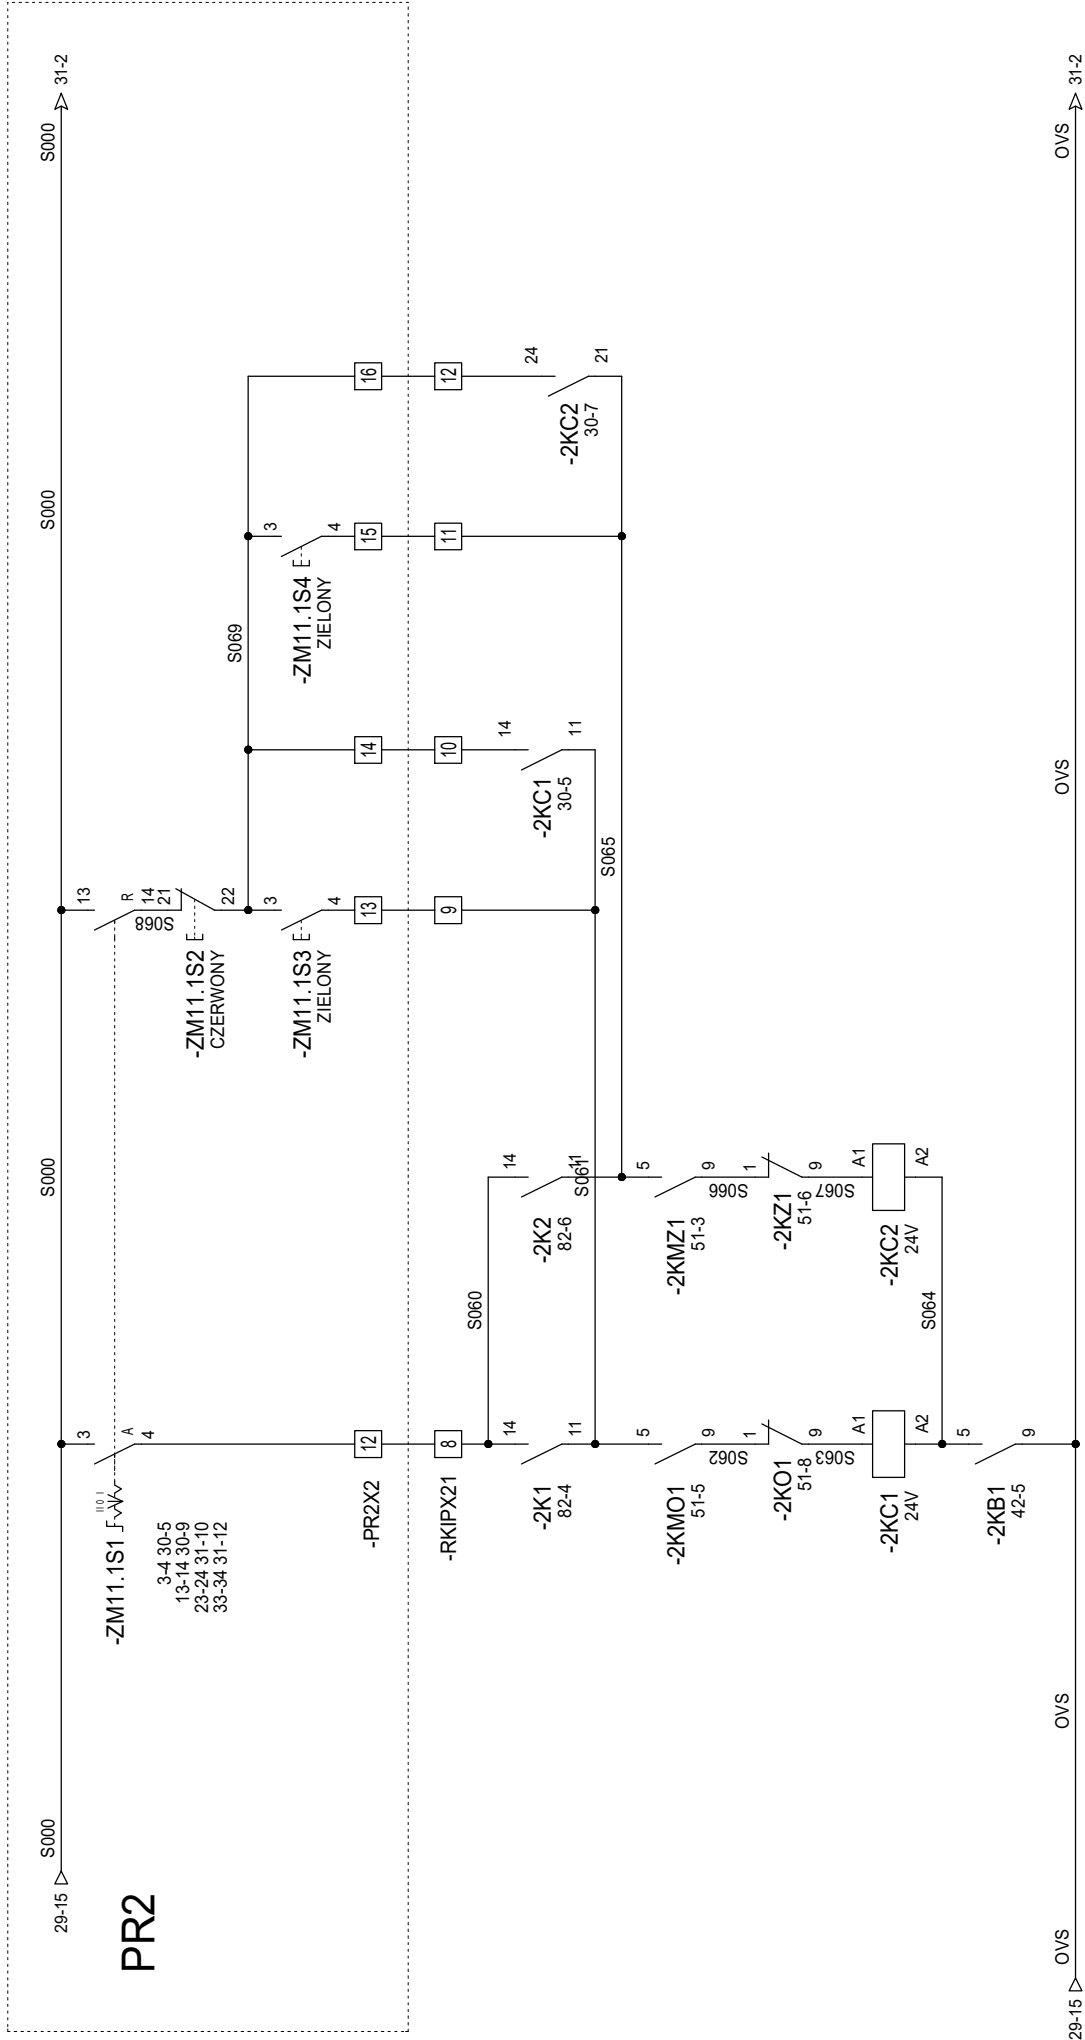 PR2
29-15
S000
S000
S000
S000
31-2
-ZM11.1S1
II 0 I
3-4 30-5
13-14 30-9
23-24 31-10
33-34 31-12
3
A
4
13
R
14
S068
21
-ZM11.1S2
CZERWONY
22
S069
-ZM11.1S3
ZIELONY
3
4
-ZM11.1S4
ZIELONY
3
4
-PR2X2
12
13
14
15
16
-RKIPX21
8
9
10
11
12
S060
-2K1
82-4
14
11
-2K2
82-6
14
11
S061
-2KC1
30-5
14
11
-2KC2
30-7
24
21
S065
-2KMO1
51-5
5
9
S062
-2KMZ1
51-3
5
9
S066
-2KO1
51-8
1
9
S063
-2KZ1
51-6
1
9
S067
-2KC1
24V
A1
A2
-2KC2
24V
A1
A2
S064
-2KB1
42-5
5
9
29-15
OVS
OVS
OVS
OVS
31-2